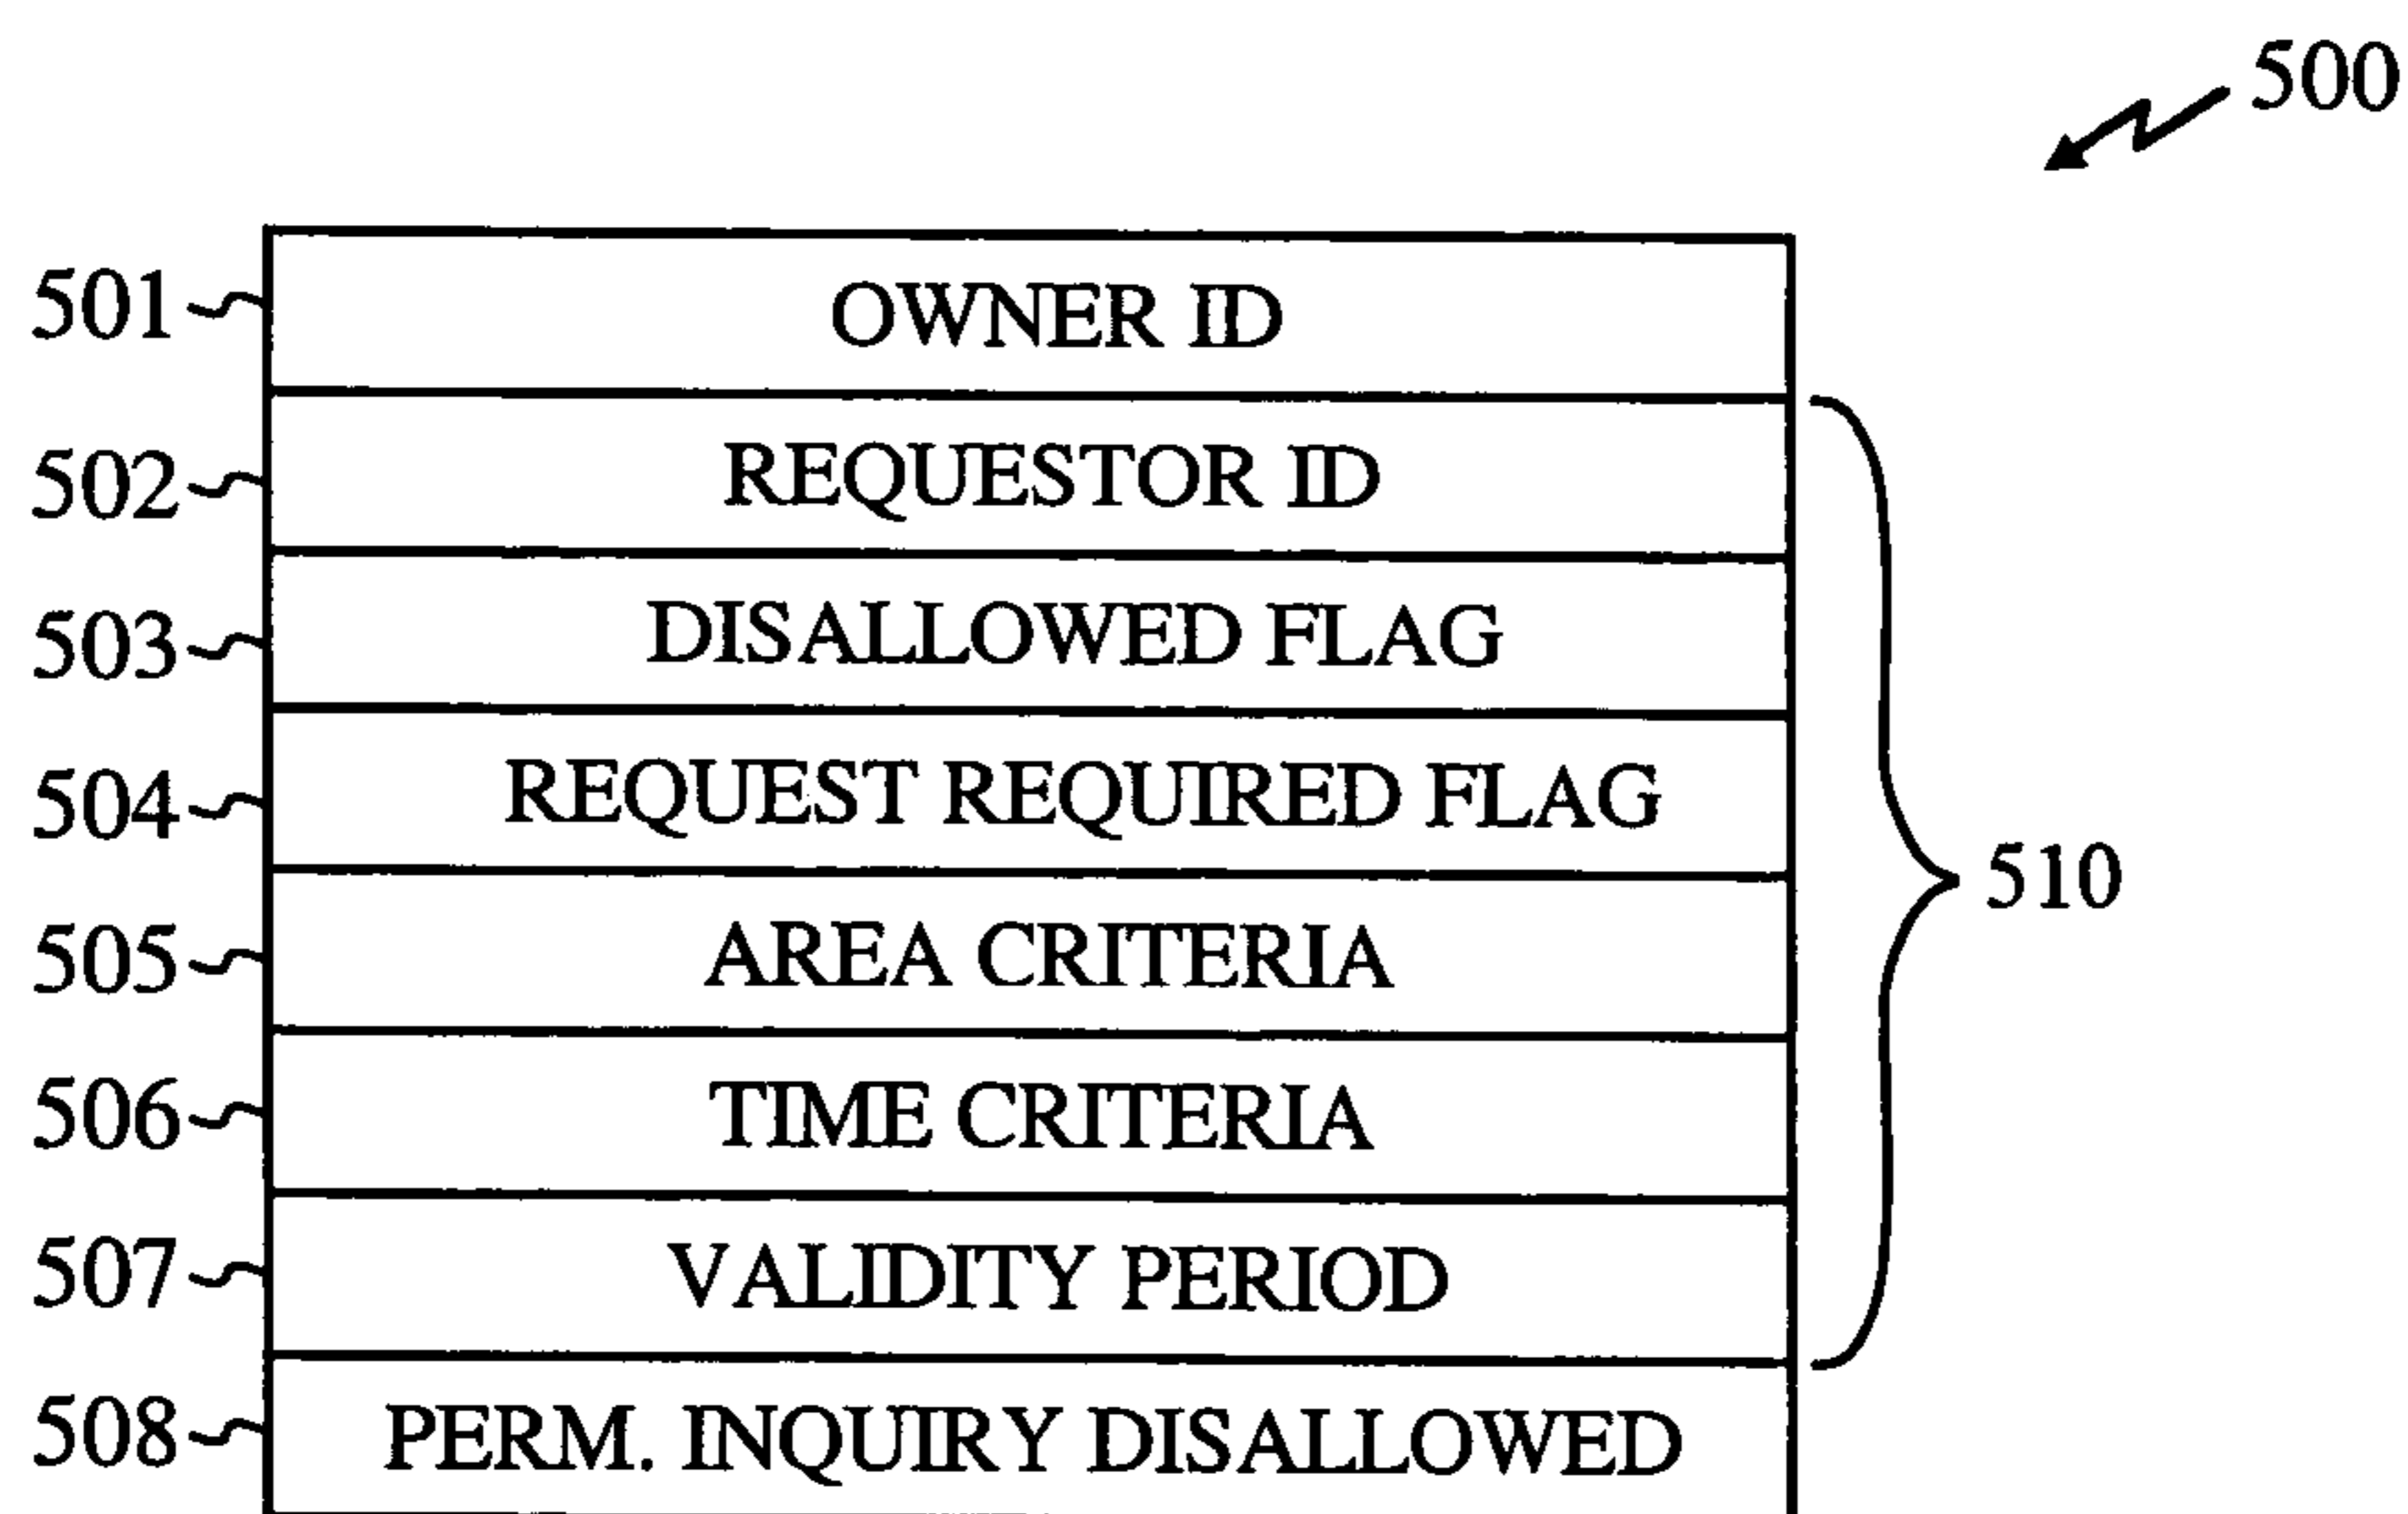 500
501 OWNER ID
502 REQUESTOR ID
503 DISALLOWED FLAG
504 REQUEST REQUIRED FLAG
510
505 AREA CRITERIA
506 TIME CRITERIA
507 VALIDITY PERIOD
508 PERM. INQUIRY DISALLOWED